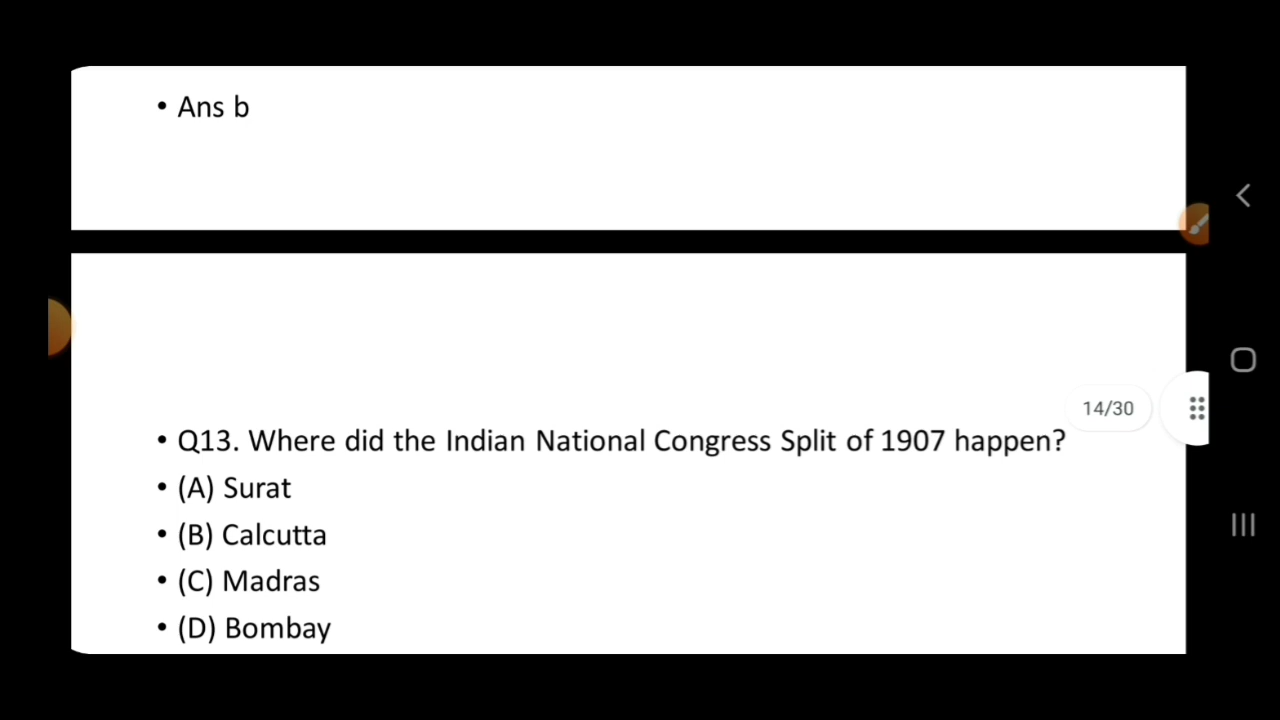 • Ans b
14/30
• Q13. Where did the Indian National Congress Split of 1907 happen?
• (A) Surat
• (B) Calcutta
• (C) Madras
• (D) Bombay